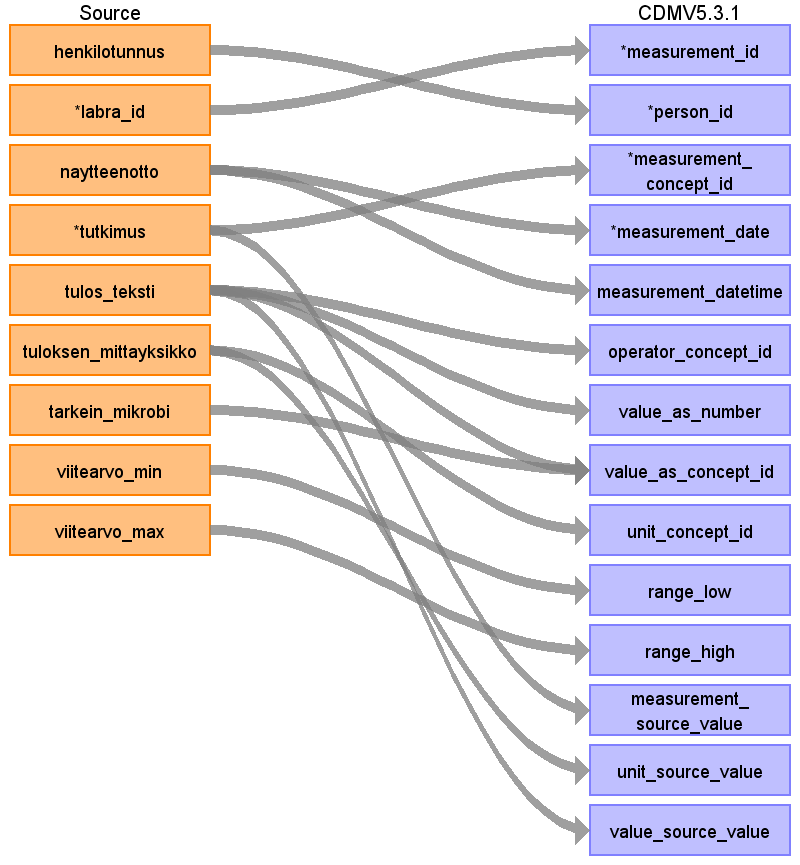 Source
henkilotunnus
*labra_id
naytteenotto
*tutkimus
tulos_teksti
tuloksen_mittayksikko
tarkein_mikrobi
viitearvo_min
viitearvo_max
CDMV5.3.1
*measurement_id
*person_id
*measurement_
concept_id
*measurement_date
measurement_datetime
operator_concept_id
value_as_number
value_as_concept_id
unit_concept_id
range_low
range_high
measurement_
source_value
unit_source_value
value_source_value